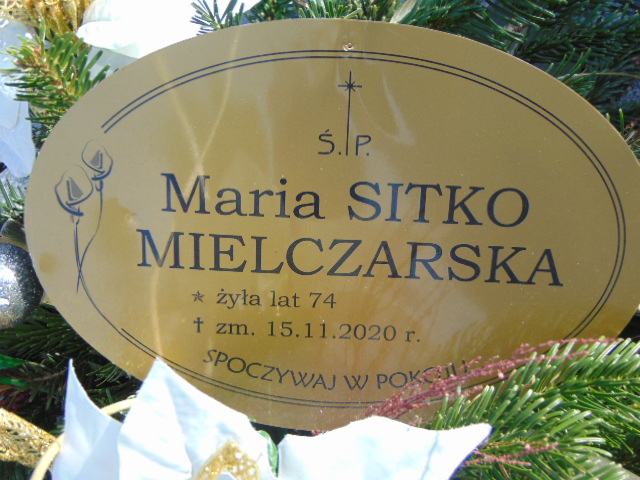 Ś. P.
Maria SITKO
MIELCZARSKA
✶ żyła lat 74
✝ zm. 15.11.2020 r.
SPOCZYWAJ W POKOJU